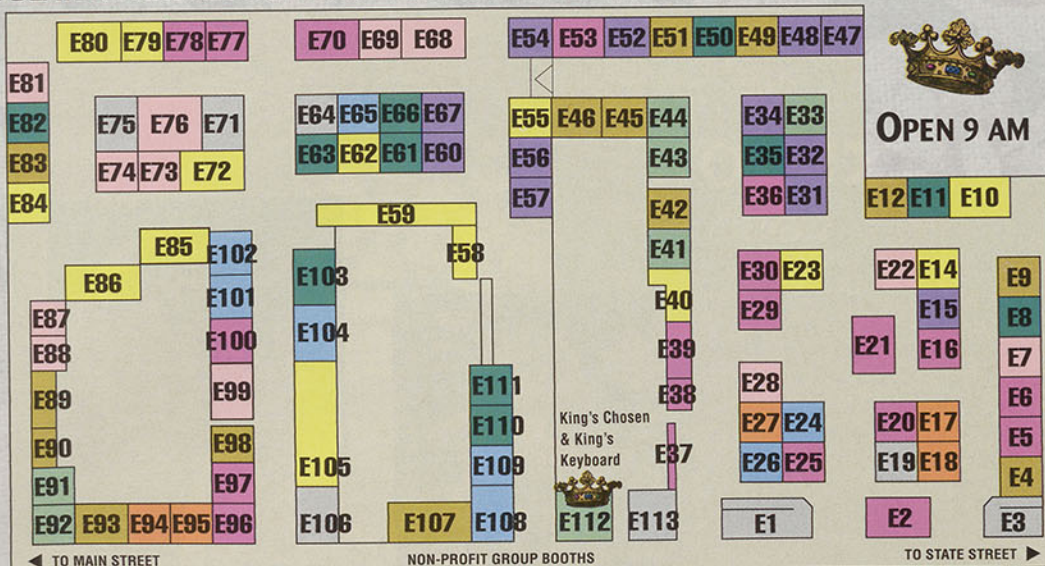 E80 E79 E78 E77 E70 E69 E68 E54 E53 E52 E51 E50 E49 E48 E47
E81
E82 E75 E76 E71 E64 E65 E66 E67 E55 E46 E45 E44 E34 E33
OPEN 9 AM
E83 E74 E73 E72 E63 E62 E61 E60 E56 E43 E35 E32
E84 E59 E57 E42 E36 E31 E12 E11 E10
E85 E102 E58 E41
E86 E101 E103 E40 E30 E23 E22 E14 E9
E87 E100 E104 E39 E29 E15 E8
E88 E21 E16 E7
E89 E99 E111 E38 E28 E6
E90 E98 E110 King's Chosen
& King's
Keyboard E37 E27 E24 E20 E17 E5
E91 E97 E105 E109 E26 E25 E19 E18 E4
E92 E93 E94 E95 E96 E106 E107 E108 E112 E113 E1 E2 E3
◄ TO MAIN STREET NON-PROFIT GROUP BOOTHS TO STATE STREET ►